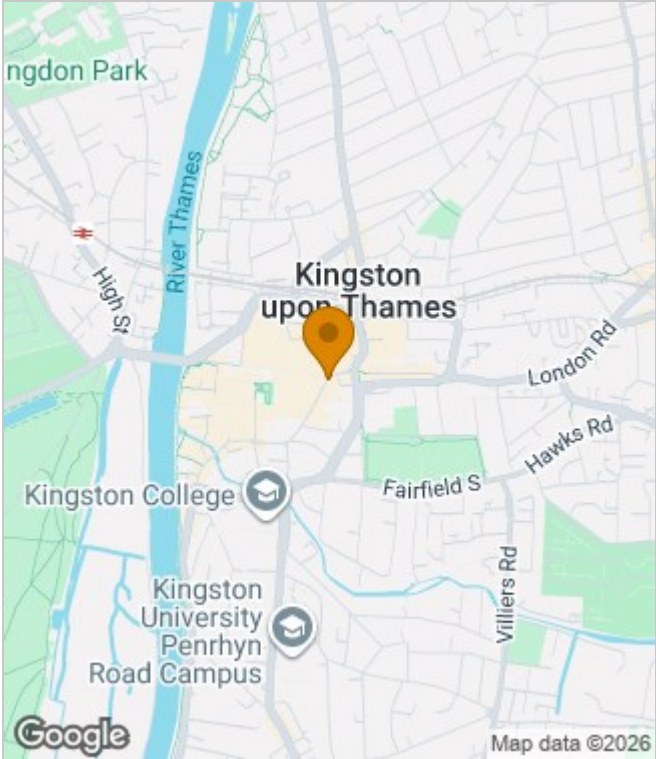 ngdon Park
River Thames
High St
Kingston
upon Thames
London Rd
Hawks Rd
Kingston College
Fairfield S
Villiers Rd
Kingston
University
Penrhyn
Road Campus
Google
Map data ©2026